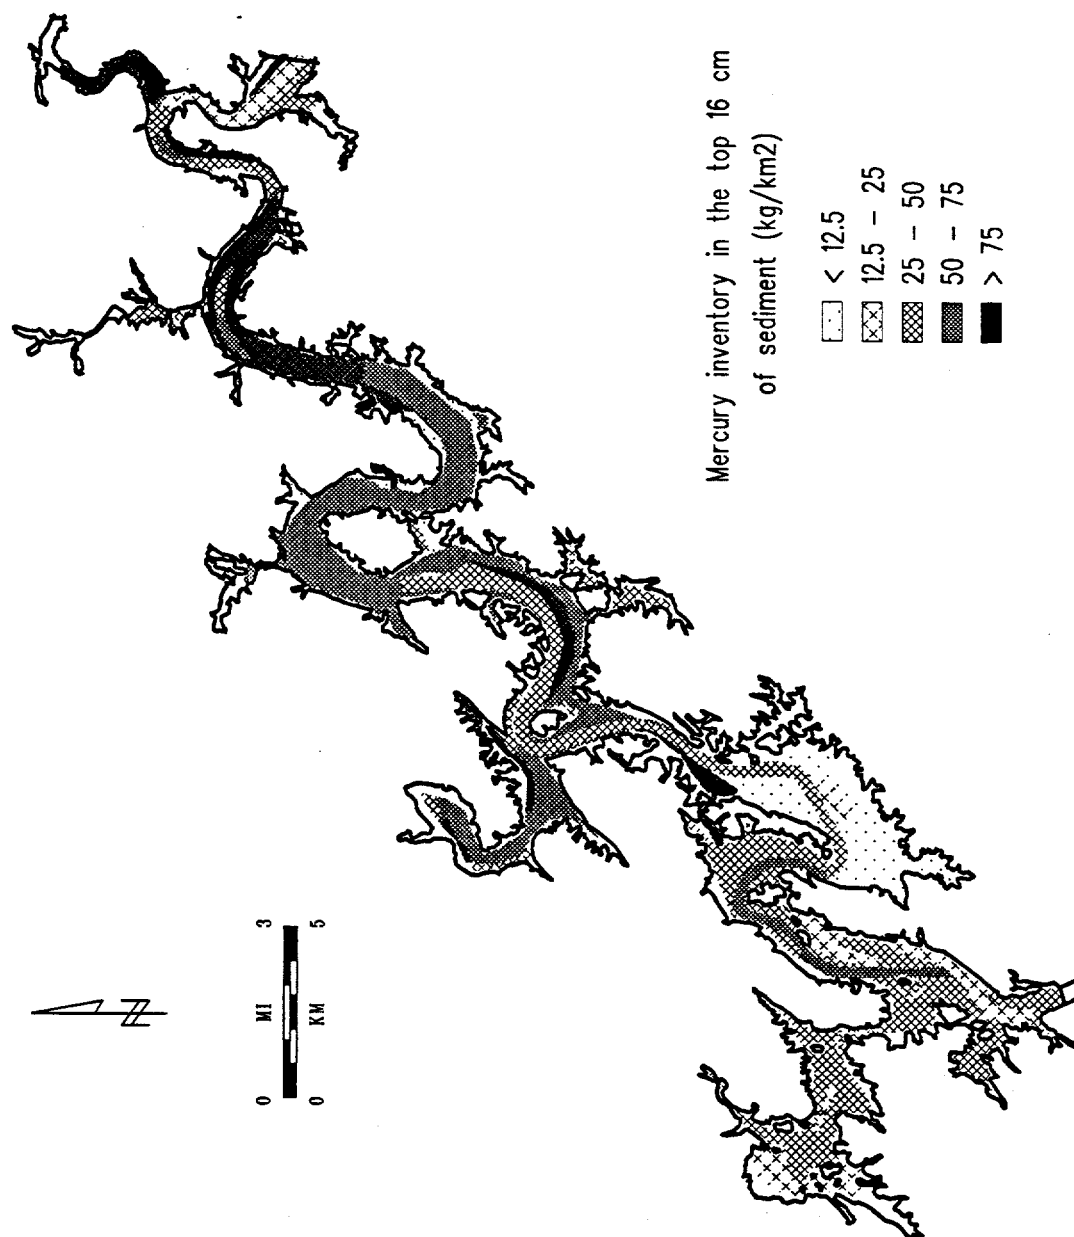 Mercury inventory in the top 16 cm
of sediment (kg/km2)
< 12.5
12.5 - 25
25 - 50
50 - 75
> 75
N
0 MI 3
0 KM 5